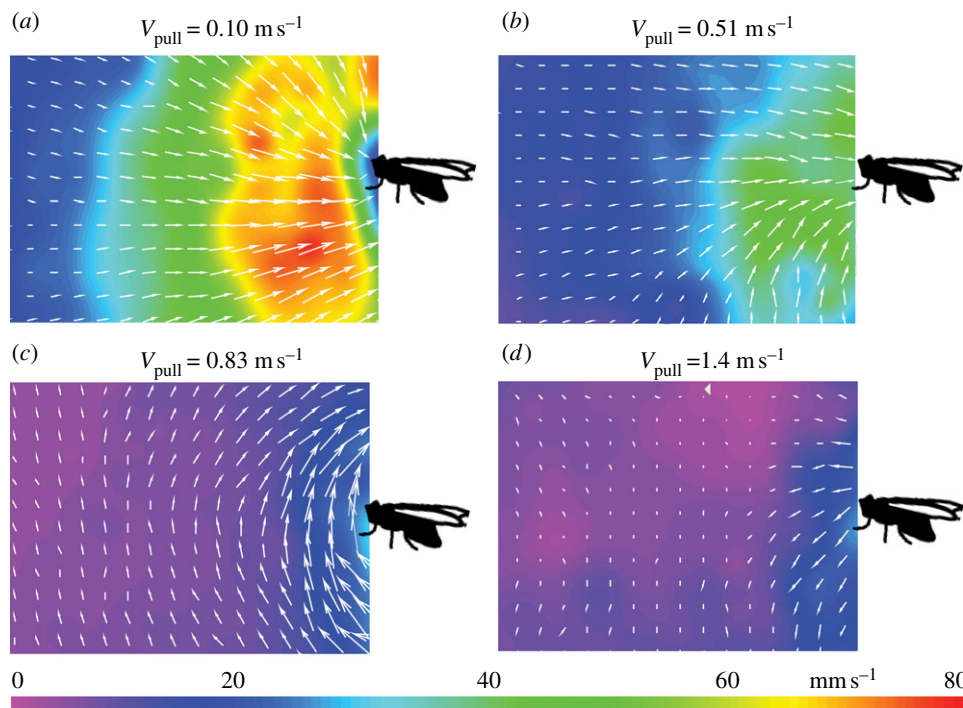 (a) V_pull = 0.10 m s⁻¹
(b) V_pull = 0.51 m s⁻¹
(c) V_pull = 0.83 m s⁻¹
(d) V_pull =1.4 m s⁻¹
0 20 40 60 mm s⁻¹ 80